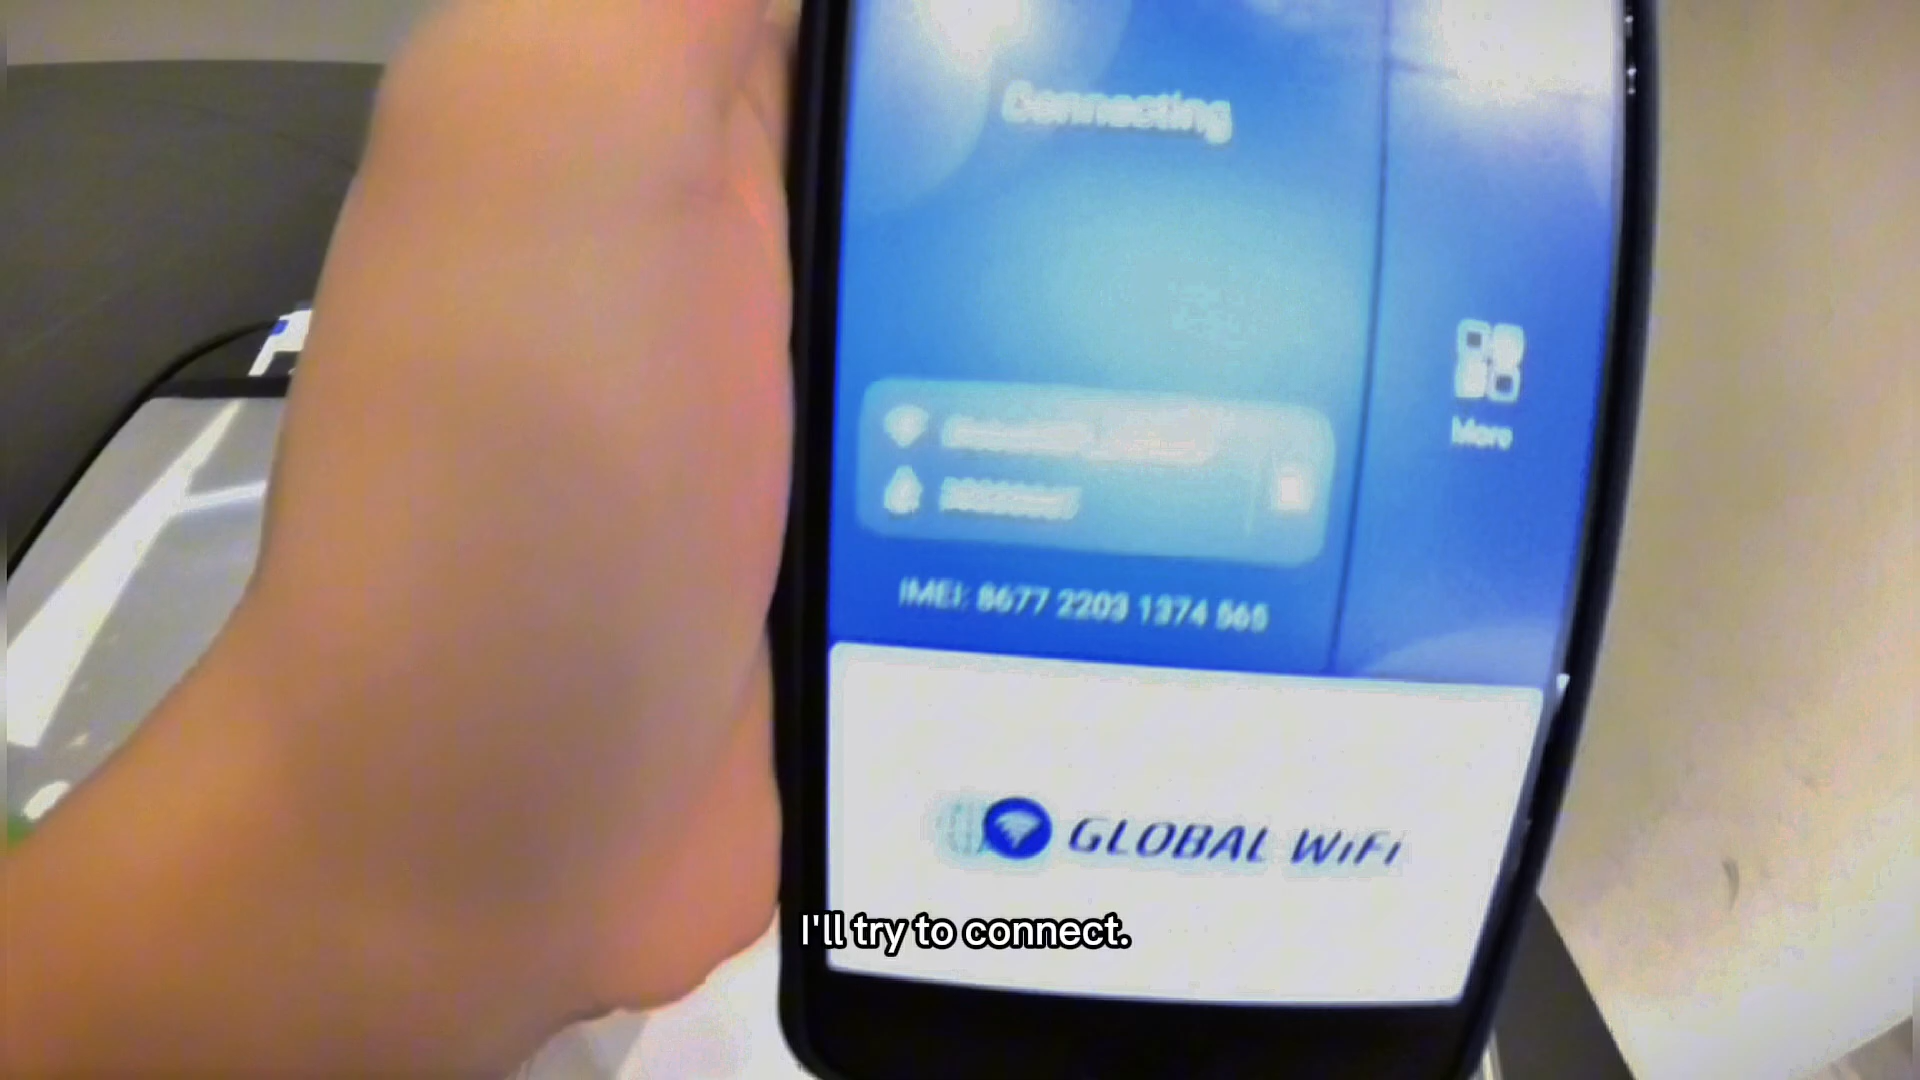 Connecting
More
IMEI: 8677 2203 1374 565
GLOBAL WiFi
I'll try to connect.